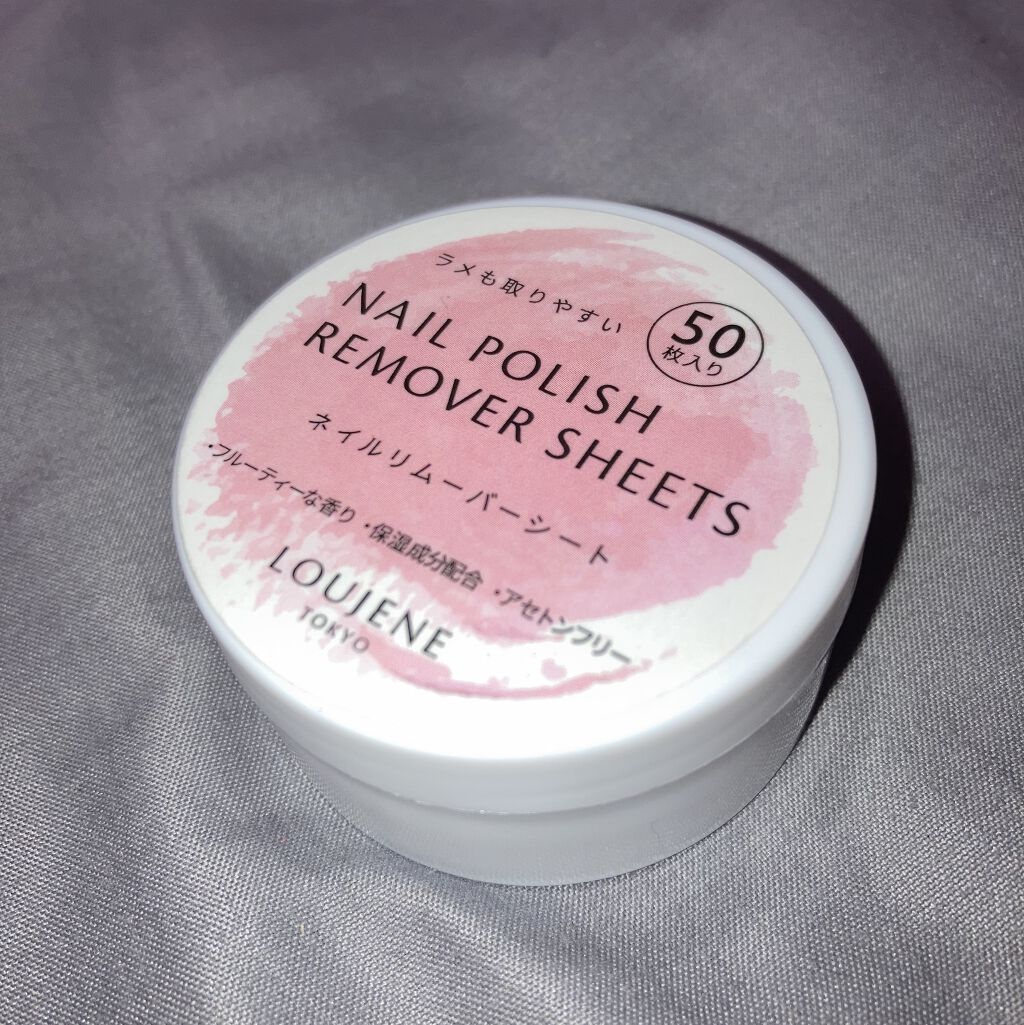 ラメも取りやすい
50
枚入り
NAIL POLISH
REMOVER SHEETS
ネイルリムーバーシート
・フルーティーな香り ・保湿成分配合 ・アセトンフリー
LOUJENE
TOKYO